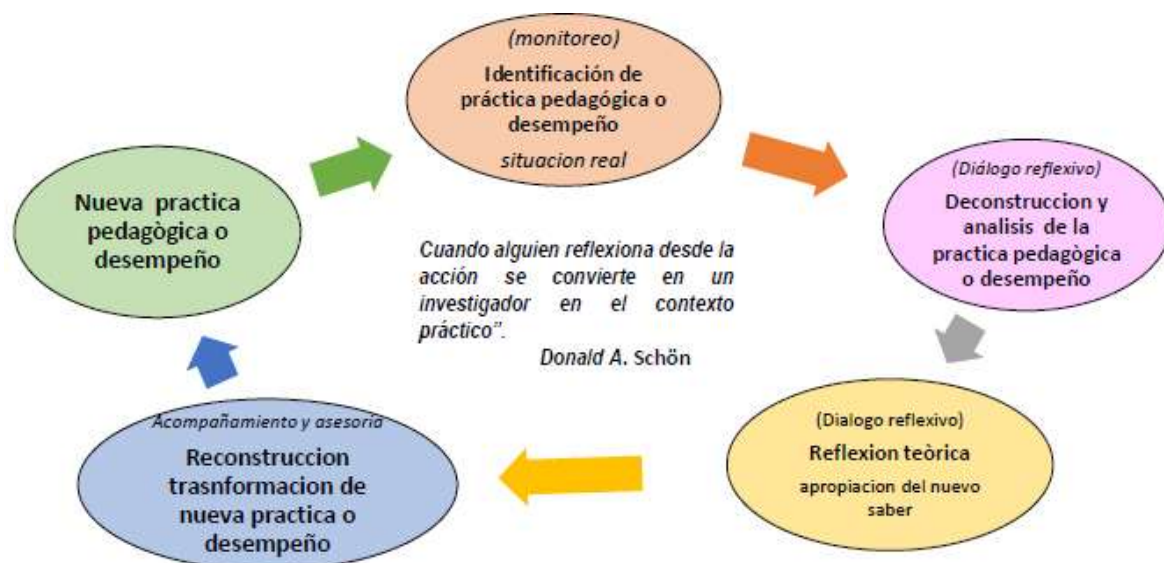 (monitoreo)
Identificación de
práctica pedagógica o
desempeño
situacion real
(Diálogo reflexivo)
Deconstruccion y
analisis de la
practica pedagògica
o desempeño
(Dialogo reflexivo)
Reflexion teòrica
apropiacion del nuevo
saber
Acompañamiento y asesoria
Reconstruccion
trasnformacion de
nueva practica o
desempeño
Nueva practica
pedagògica o
desempeño
Cuando alguien reflexiona desde la
acción se convierte en un
investigador en el contexto
práctico”.
Donald A. Schön